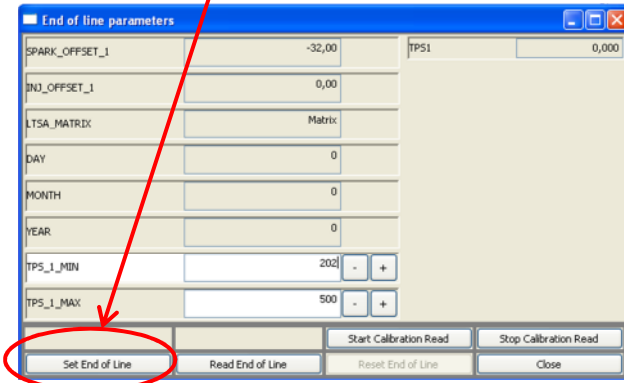 End of line parameters
SPARK_OFFSET_1 -32,00 TPS1 0,000
INJ_OFFSET_1 0,00
LTSA_MATRIX Matrix
DAY 0
MONTH 0
YEAR 0
TPS_1_MIN 202 - +
TPS_1_MAX 500 - +
Start Calibration Read Stop Calibration Read
Set End of Line Read End of Line Reset End of Line Close